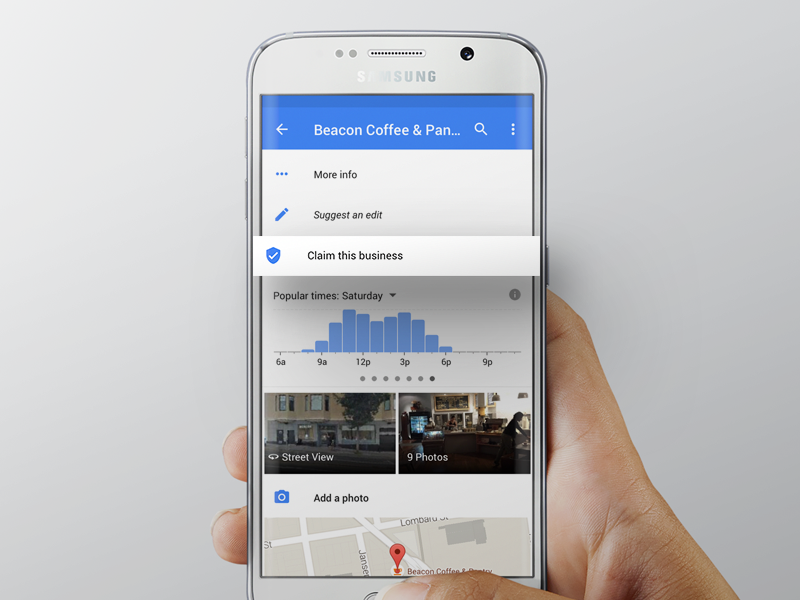 SAMSUNG
Beacon Coffee & Pan...
More info
Suggest an edit
Claim this business
Popular times: Saturday
6a 9a 12p 3p 6p 9p
Street View
9 Photos
Add a photo
Lombard St
St
Jans
Beacon Coffee & Pantry